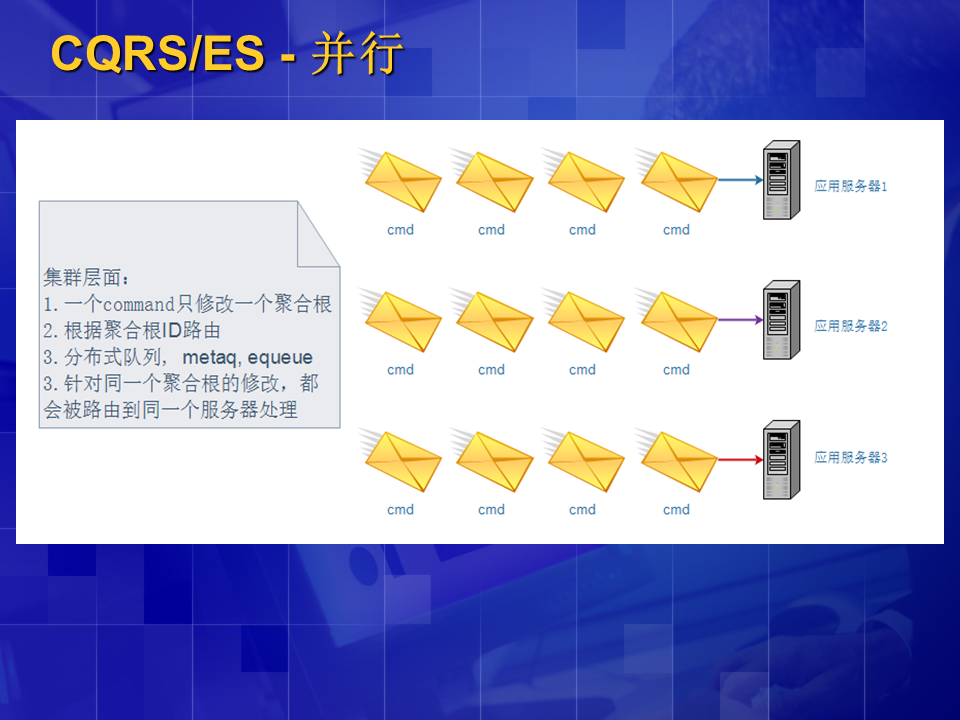 CQRS/ES - 并行
集群层面：
1. 一个command只修改一个聚合根
2. 根据聚合根ID路由
3. 分布式队列， metaq, equeue
3. 针对同一个聚合根的修改，都
会被路由到同一个服务器处理
cmd cmd cmd cmd
应用服务器1
cmd cmd cmd cmd
应用服务器2
cmd cmd cmd cmd
应用服务器3